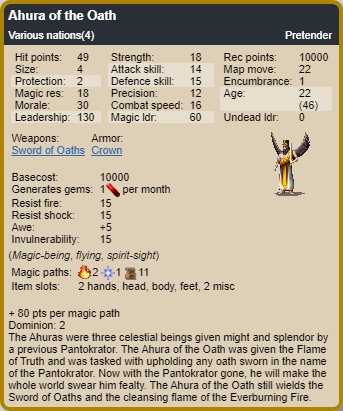 Ahura of the Oath
Various nations(4) Pretender
Hit points: 49 Strength: 18 Rec points: 10000
Size: 4 Attack skill: 14 Map move: 22
Protection: 2 Defence skill: 15 Encumbrance: 1
Magic res: 18 Precision: 12 Age: 22
Morale: 30 Combat speed: 16 (46)
Leadership: 130 Magic ldr: 60 Undead ldr: 0
Weapons: Armor:
Sword of Oaths Crown
Basecost: 10000
Generates gems: 1 per month
Resist fire: 15
Resist shock: 15
Awe: +5
Invulnerability: 15
(Magic-being, flying, spirit-sight)
Magic paths: 2 1 11
Item slots: 2 hands, head, body, feet, 2 misc
+ 80 pts per magic path
Dominion: 2
The Ahuras were three celestial beings given might and splendor by
a previous Pantokrator. The Ahura of the Oath was given the Flame
of Truth and was tasked with upholding any oath sworn in the name
of the Pantokrator. Now with the Pantokrator gone, he will make the
whole world swear him fealty. The Ahura of the Oath still wields the
Sword of Oaths and the cleansing flame of the Everburning Fire.